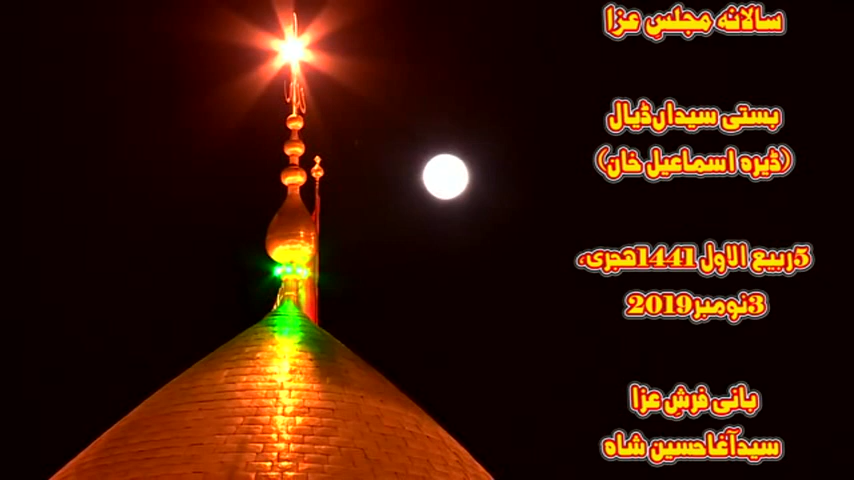 سالانہ مجلس عزا
بستی سیداں ڈیال
(ڈیرہ اسماعیل خان)
5ربیع الاول 1441ھجری،
3نومبر2019
بانی فرشِ عزا
سیدآغاحسین شاہ